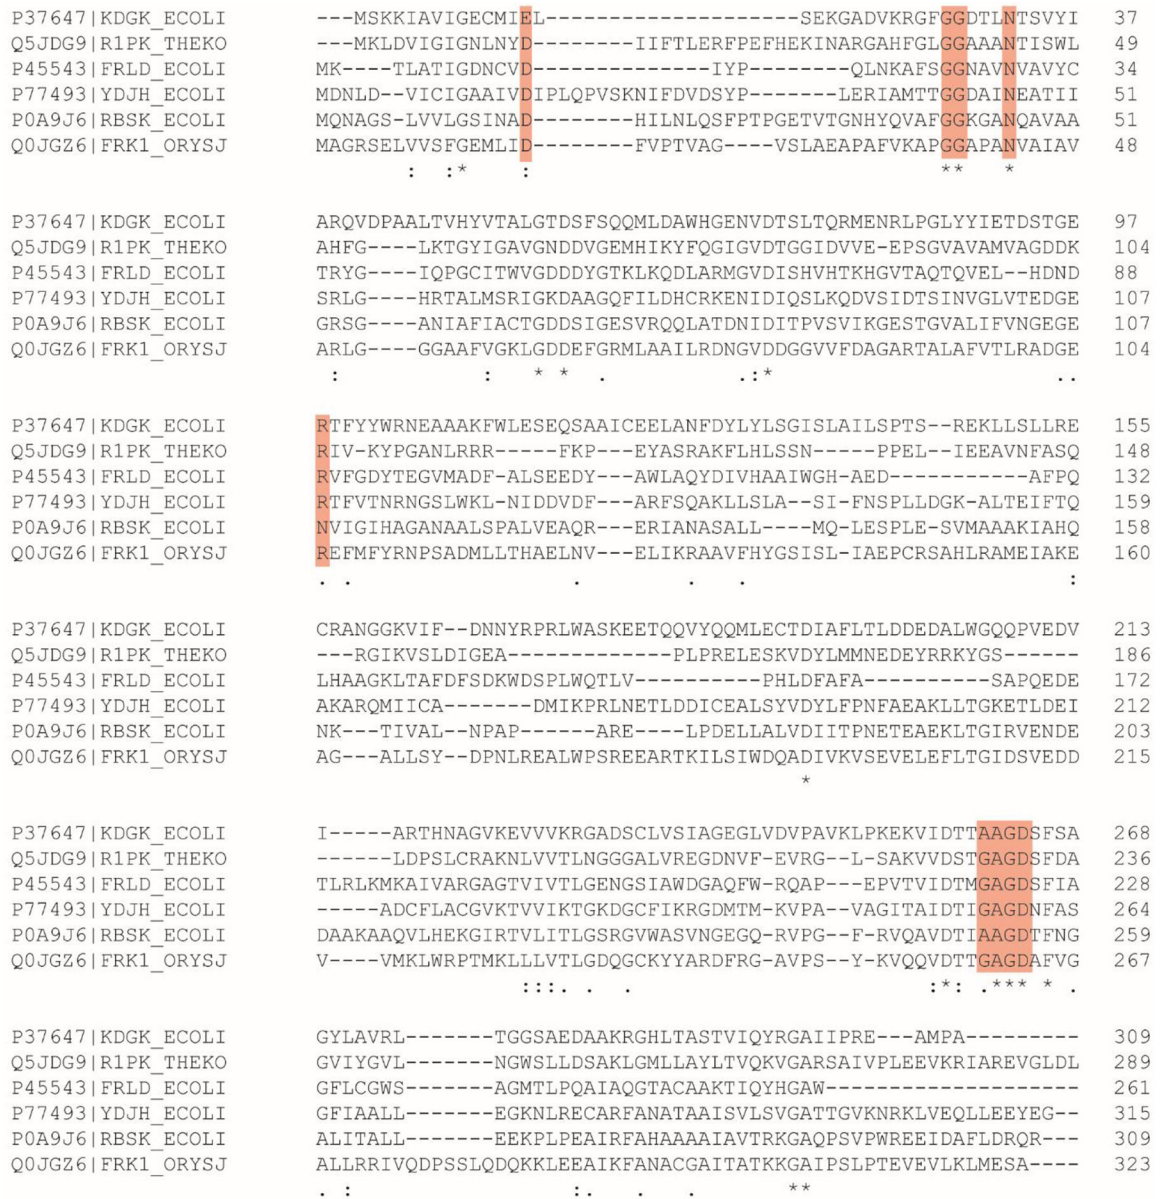 P37647|KDGK_ECOLI ---MSKKIAVIGECMIEL---------------------SEKGADVKRGFGGDTLNTSVYI 37
Q5JDG9|R1PK_THEKO ---MKLDVIGIGNLNYD--------IIFTLERFPEFHEKINARGAHFGLGGAAANTISWL 49
P45543|FRLD_ECOLI MK----TLATIGDNCVD--------------IYP-------QLNKAFSGGNAVNVAVYC 34
P77493|YDJH_ECOLI MDNLD--VICIGAAIVDIPLQPVSKNIFDVDSYP-------LERIAMTTGGDAINEATII 51
P0A9J6|RBSK_ECOLI MQNAGS-LVVLGSINAD--------HILNLQSFPTPGETVTGNHYQVAFGGKGANQAVAA 51
Q0JGZ6|FRK1_ORYSJ MAGRSELVVSFGEMLID--------FVPTVAG----VSLAEAPAFVKAPGGAPANVAIAV 48
: :* : ** *
P37647|KDGK_ECOLI ARQVDPAALTVHYVTALGTDSFSQQMLDAWHGENVDTSLTQRMENRLPGLYYIETDSTGE 97
Q5JDG9|R1PK_THEKO AHFG----LKTGYIGAVGNDDVGEMHIKYFQGIGVDTGGIDVVE-EPSGVAVAMVAGDDK 104
P45543|FRLD_ECOLI TRYG----IQPGCITWVGDDDYGTKLKQDLARMGVDISHVHTKHGVTAQTQVEL--HDND 88
P77493|YDJH_ECOLI SRLG----HRTALMSRIGKDAAGQFILDHCRKENIDIQSLKQDVSIDTSINVGLVTEDGE 107
P0A9J6|RBSK_ECOLI GRSG----ANIAFIACTGDDSIGESVRQQLATDNIDITPVSVIKGESTGVALIFVNGEGE 107
Q0JGZ6|FRK1_ORYSJ ARLG----GGAAFVGKLGDDEFGRMLAAILRDNGVDDGGVVFDAGARTALAFVTLRADGE 104
: : * * . .:* ..
P37647|KDGK_ECOLI RTFYYWRNEAAAKFWLESEQSAAICEELANFDYLYLSGISLAILSPTS--REKLLSLLRE 155
Q5JDG9|R1PK_THEKO RIV-KYPGANLRRR------FKP---EYASRAKFLHLSSN-----PPEL--IEEAVNFASQ 148
P45543|FRLD_ECOLI RVFGDYTEGVMADF-ALSEEDY----AWLAQYDIVHAAIWGH-AED-----------AFPQ 132
P77493|YDJH_ECOLI RTFVTNRNGSLWKL-NIDDVDF----ARFSQAKLLSLA--SI-FNSPLLDGK-ALTEIFTQ 159
P0A9J6|RBSK_ECOLI NVIGIHAGANAALSPALVEAQR---ERIANASALL----MQ-LESPLE-SVMAAAKIAHQ 158
Q0JGZ6|FRK1_ORYSJ REFMFYRNPSADMLLTHAELNV---ELIKRAAVFHYGSISL-IAEPCRSAHLRAMEIAKE 160
. . . . . :
P37647|KDGK_ECOLI CRANGGKVIF--DNNYRPRLWASKEETQQVYQQMLECTDIAFLTLDDEDALWGQQPVEDV 213
Q5JDG9|R1PK_THEKO ---RGIKVSLDIGEA-------------PLPRELESKVDYLMMNEDEYRRKYGS------ 186
P45543|FRLD_ECOLI LHAAGGKLTAFDFSDKWDSPLWQTLV----------PHLDFAFA----------SAPQEDE 172
P77493|YDJH_ECOLI AKARQMIICA-------DMIKPRLNETLDDICEALSYVDYLFPNFAEAKLLTGKETLDEI 212
P0A9J6|RBSK_ECOLI NK---TIVAL--NPAP------ARE----LPDELLALVDIITPNETEAEKLTGIRVENDE 203
Q0JGZ6|FRK1_ORYSJ AG---ALLSY--DPNLREALWPSREEARTKILSIWDQADIVKVSEVELEFLTGIDSVEDD 215
*
P37647|KDGK_ECOLI I-----ARTHNAGVKEVVVKRGADSCLVSIAGEGLVDVPAVKLPKEKVIDTTAAGDSFSA 268
Q5JDG9|R1PK_THEKO ------LDPSLCRAKNLVVTLNGGGALVREGDNVF-EVRG--L-SAKVVDSTGAGDSFDA 236
P45543|FRLD_ECOLI TLRLKMKAIVARGAGTVIVTLGENGSIAWDGAQFW-RQAP---EPVTVIDTMGAGDSFIA 228
P77493|YDJH_ECOLI -----ADCFLACGVKTVVIKTGKDGCFIKRGDMTM-KVPA--VAGITAIDTIGAGDNFAS 264
P0A9J6|RBSK_ECOLI DAAKAAQVLHEKGIRTVLITLGSRGVWASVNGEGQ-RVPG--F-RVQAVDTIAAGDTFNG 259
Q0JGZ6|FRK1_ORYSJ V-----VMKLWRPTMKLLLVTLGDQGCKYYARDFRG-AVPS--Y-KVQQVDTTGAGDAFVG 267
:::. . . :*: .*** * .
P37647|KDGK_ECOLI GYLAVRL-------TGGSAEDAAKRGHLTASTVIQYRGAIIPRE---AMPA--------- 309
Q5JDG9|R1PK_THEKO GVIYGVL-------NGWSLLDSAKLGMLLAYLTVQKVGARSAIVPLEEVKRIAREVGLDL 289
P45543|FRLD_ECOLI GFLCGWS-------AGMTLPQAIAQGTACAAKTIQYHGAW-------------------- 261
P77493|YDJH_ECOLI GFIAALL-------EGKNLRECARFANATAAISVLSVGATTGVKNRKLVEQLLEEYEG-- 315
P0A9J6|RBSK_ECOLI ALITALL-------EEKPLPEAIRFAHAAAAIAVTRKGAQPSVPWREEIDAFLDRQR--- 309
Q0JGZ6|FRK1_ORYSJ ALLRRIVQDPSSLQDQKKLEEAIKFANACGAITATKKGAIPSLPTEVEVLKLMESA---- 323
. : :. . . **